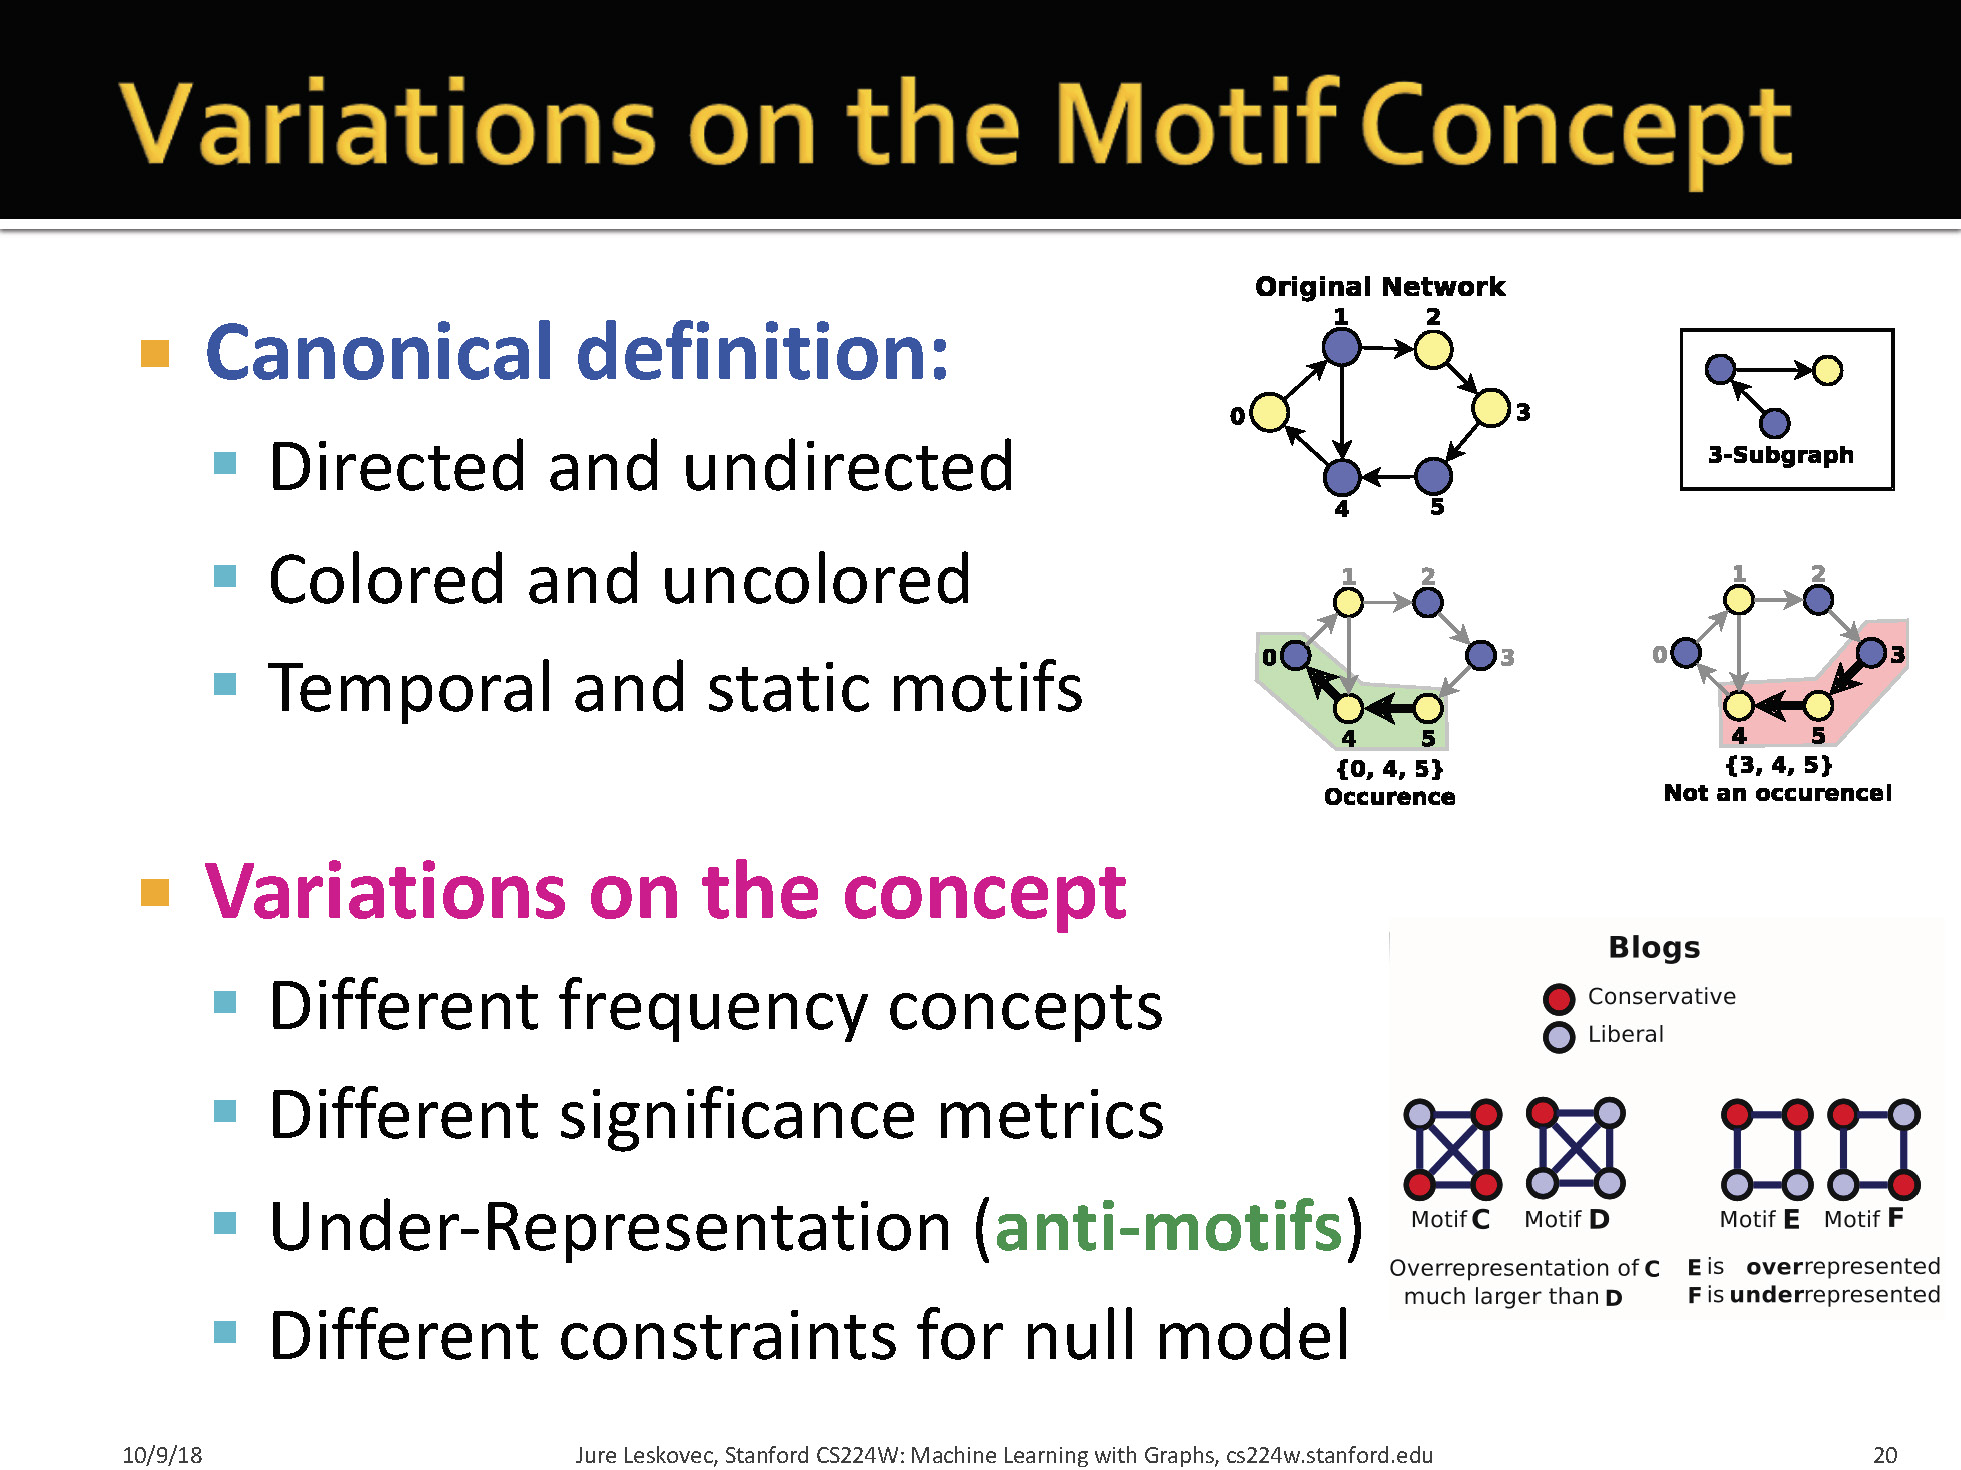 Variations on the Motif Concept
Canonical definition:
Directed and undirected
Colored and uncolored
Temporal and static motifs
Original Network
1 2
0 3
4 5
3-Subgraph
1 2
0 3
4 5
{0, 4, 5}
Occurence
1 2
0 3
4 5
{3, 4, 5}
Not an occurence!
Variations on the concept
Different frequency concepts
Different significance metrics
Under-Representation (anti-motifs)
Different constraints for null model
Blogs
Conservative
Liberal
Motif C Motif D Motif E Motif F
Overrepresentation of C
much larger than D
E is overrepresented
F is underrepresented
10/9/18 Jure Leskovec, Stanford CS224W: Machine Learning with Graphs, cs224w.stanford.edu 20